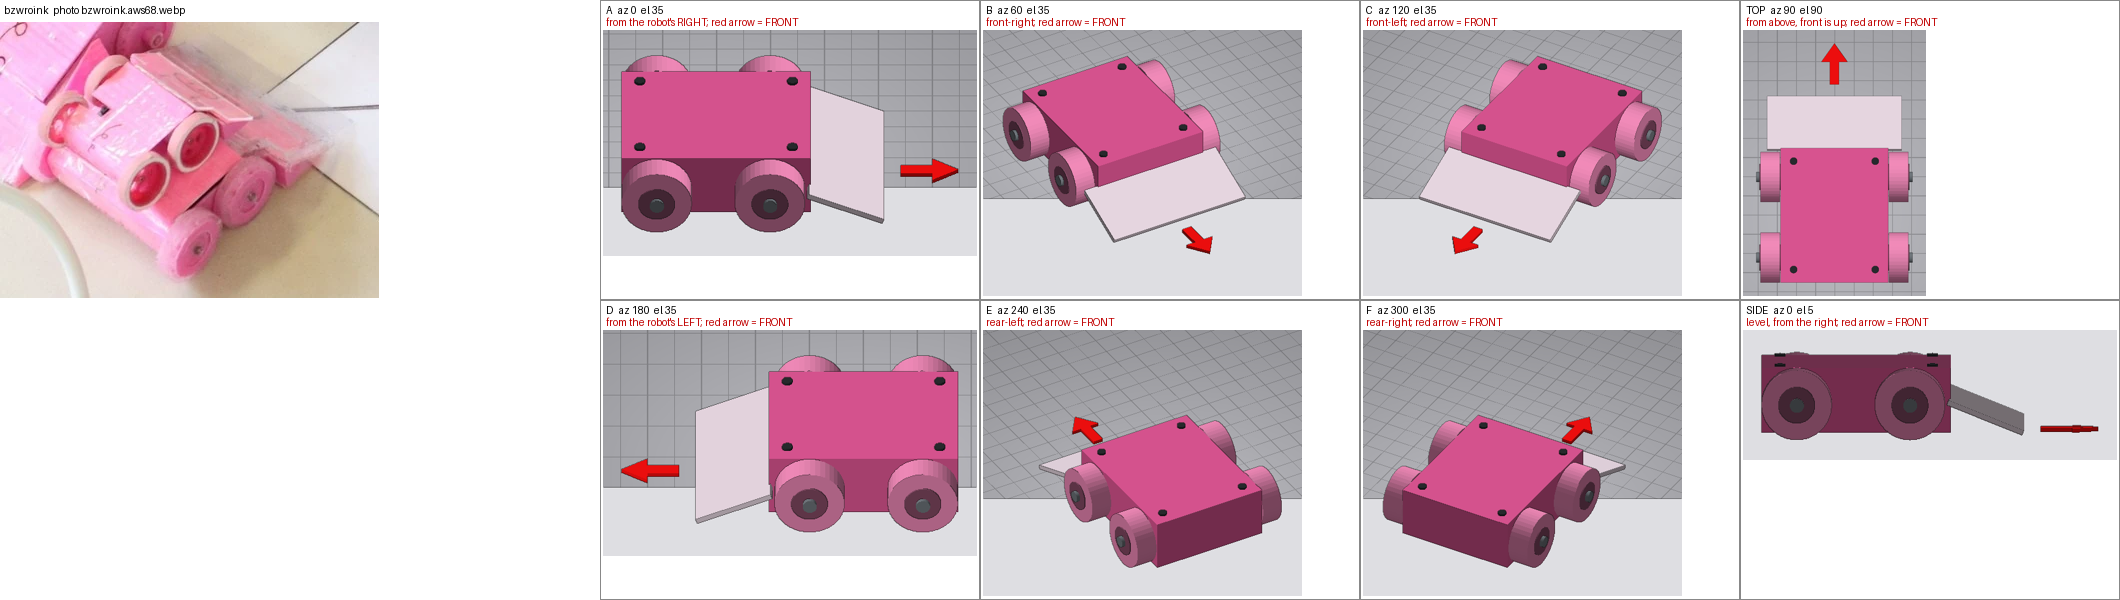 bzwroink photo bzwroink.aws68.webp
A az 0 el 35
from the robot's RIGHT; red arrow = FRONT
B az 60 el 35
front-right; red arrow = FRONT
C az 120 el 35
front-left; red arrow = FRONT
TOP az 90 el 90
from above, front is up; red arrow = FRONT
D az 180 el 35
from the robot's LEFT; red arrow = FRONT
E az 240 el 35
rear-left; red arrow = FRONT
F az 300 el 35
rear-right; red arrow = FRONT
SIDE az 0 el 5
level, from the right; red arrow = FRONT